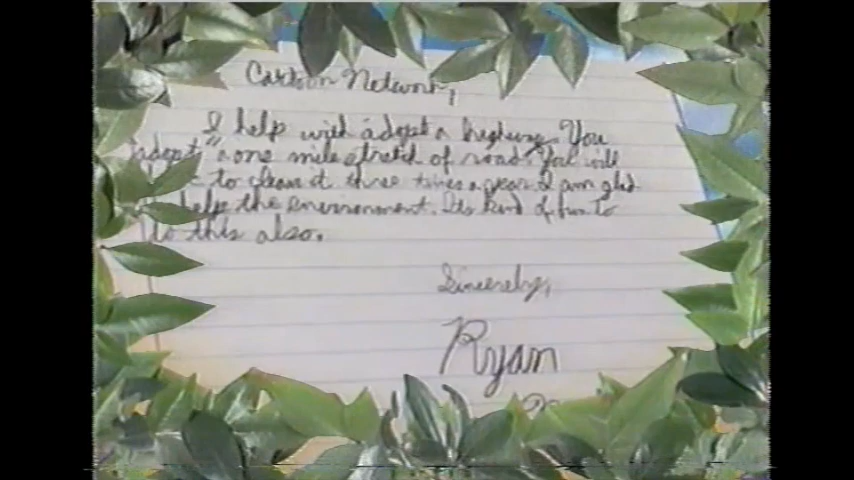 Cartoon Network,
I help with adopt a highway. You
"adopt" a one mile stretch of road. You will
to clean it three times a year. I am glad
help the environment. Its kind of fun to
do this also.
Sincerely,
Ryan